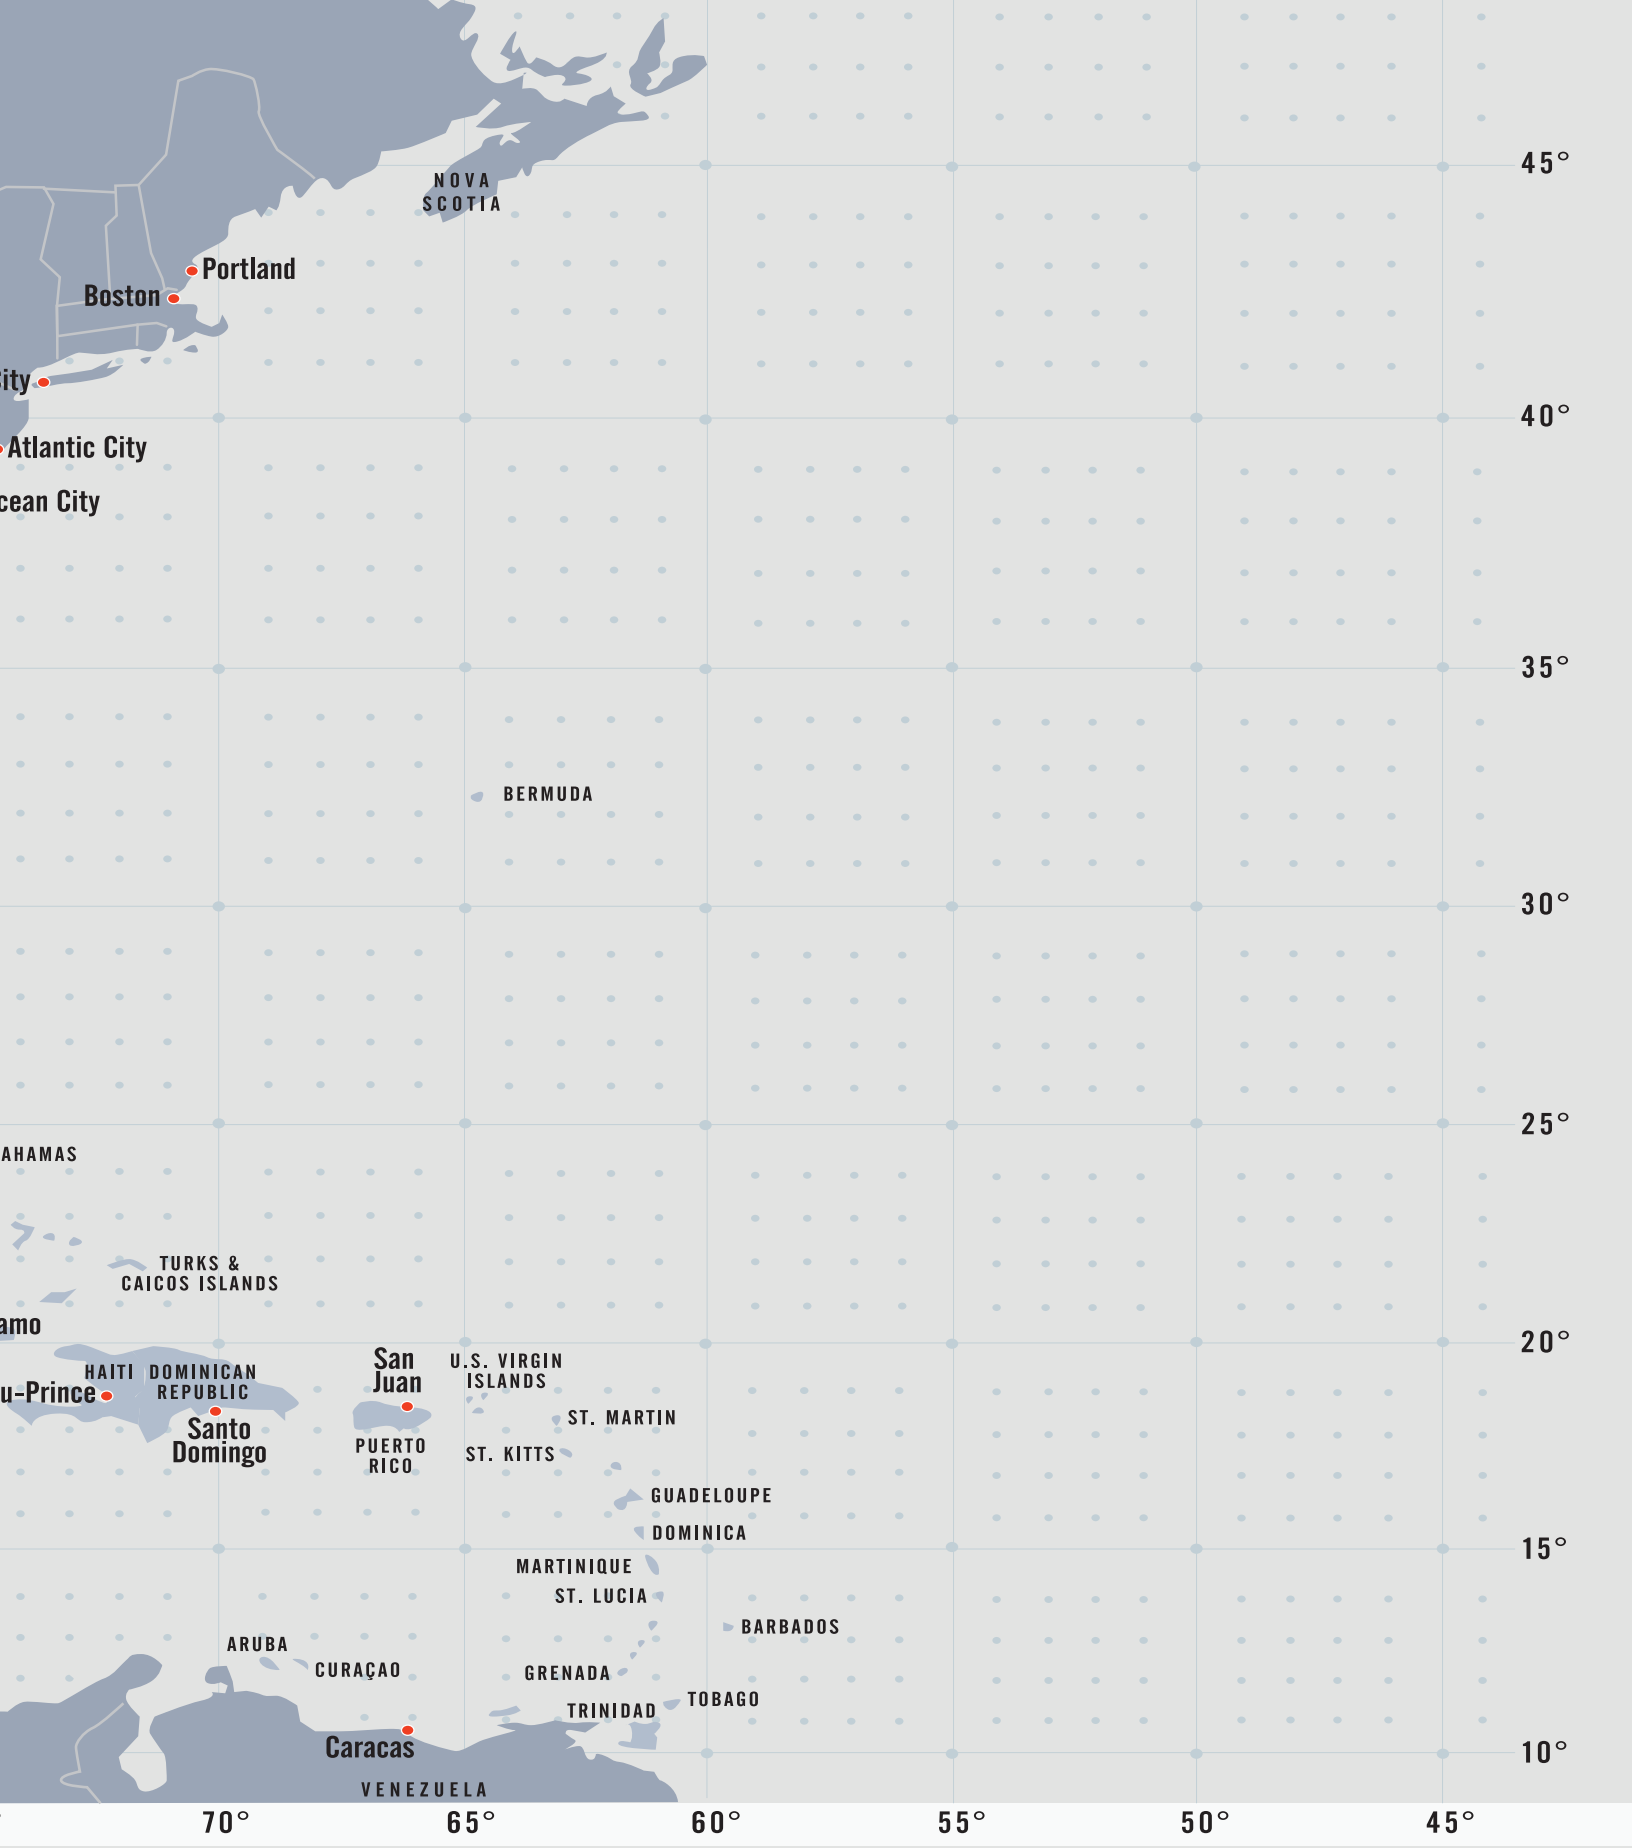 NOVA
SCOTIA
45°
Portland
Boston
City
40°
Atlantic City
cean City
35°
BERMUDA
30°
25°
AHAMAS
TURKS &
CAICOS ISLANDS
amo
20°
San
Juan
U.S. VIRGIN
ISLANDS
HAITI
DOMINICAN
REPUBLIC
u-Prince
Santo
Domingo
ST. MARTIN
PUERTO
RICO
ST. KITTS
GUADELOUPE
DOMINICA
15°
MARTINIQUE
ST. LUCIA
BARBADOS
ARUBA
CURAÇAO
GRENADA
TOBAGO
TRINIDAD
Caracas
10°
VENEZUELA
70°
65°
60°
55°
50°
45°